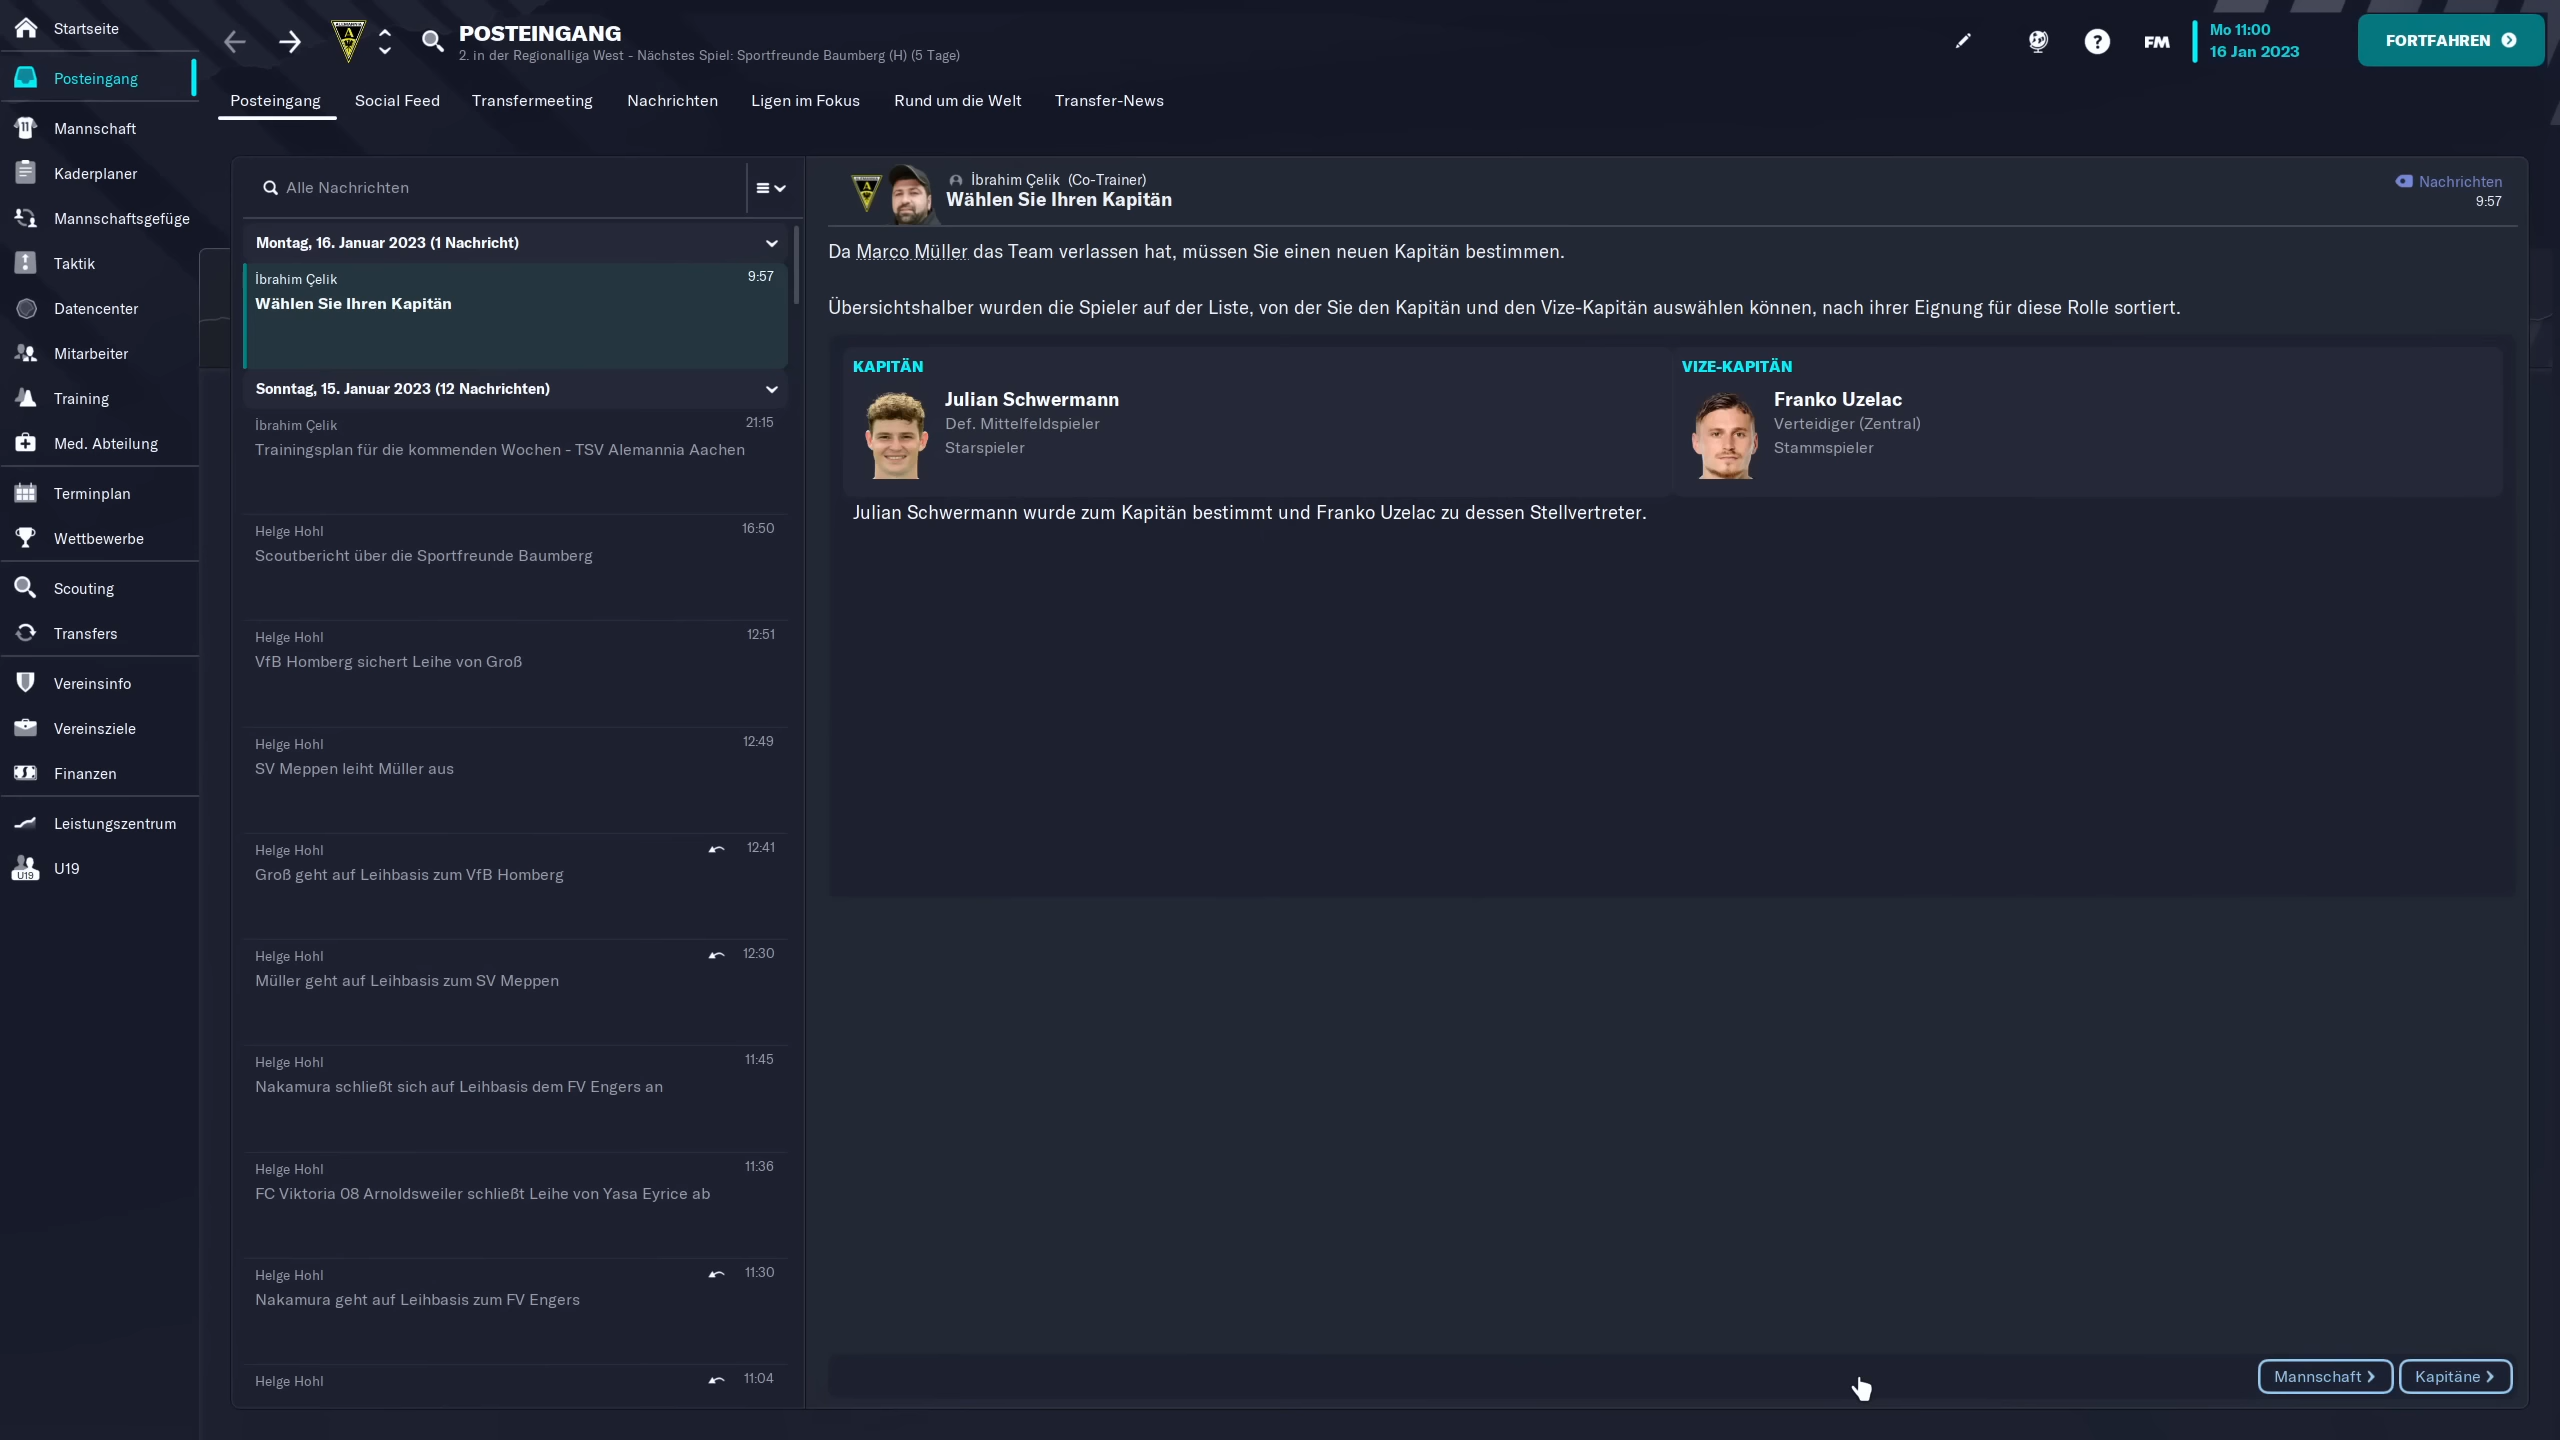 Startseite
Posteingang
Mannschaft
Kaderplaner
Mannschaftsgefüge
Taktik
Datencenter
Mitarbeiter
Training
Med. Abteilung
Terminplan
Wettbewerbe
Scouting
Transfers
Vereinsinfo
Vereinsziele
Finanzen
Leistungszentrum
U19
POSTEINGANG
2. in der Regionalliga West - Nächstes Spiel: Sportfreunde Baumberg (H) (5 Tage)
FM
Mo 11:00
16 Jan 2023
FORTFAHREN
Posteingang Social Feed Transfermeeting Nachrichten Ligen im Fokus Rund um die Welt Transfer-News
Alle Nachrichten
Montag, 16. Januar 2023 (1 Nachricht)
İbrahim Çelik 9:57
Wählen Sie Ihren Kapitän
Sonntag, 15. Januar 2023 (12 Nachrichten)
İbrahim Çelik 21:15
Trainingsplan für die kommenden Wochen - TSV Alemannia Aachen
Helge Hohl 16:50
Scoutbericht über die Sportfreunde Baumberg
Helge Hohl 12:51
VfB Homberg sichert Leihe von Groß
Helge Hohl 12:49
SV Meppen leiht Müller aus
Helge Hohl 12:41
Groß geht auf Leihbasis zum VfB Homberg
Helge Hohl 12:30
Müller geht auf Leihbasis zum SV Meppen
Helge Hohl 11:45
Nakamura schließt sich auf Leihbasis dem FV Engers an
Helge Hohl 11:36
FC Viktoria 08 Arnoldsweiler schließt Leihe von Yasa Eyrice ab
Helge Hohl 11:30
Nakamura geht auf Leihbasis zum FV Engers
Helge Hohl 11:04
İbrahim Çelik (Co-Trainer)
Wählen Sie Ihren Kapitän
Nachrichten
9:57
Da Marco Müller das Team verlassen hat, müssen Sie einen neuen Kapitän bestimmen.
Übersichtshalber wurden die Spieler auf der Liste, von der Sie den Kapitän und den Vize-Kapitän auswählen können, nach ihrer Eignung für diese Rolle sortiert.
KAPITÄN
Julian Schwermann
Def. Mittelfeldspieler
Starspieler
VIZE-KAPITÄN
Franko Uzelac
Verteidiger (Zentral)
Stammspieler
Julian Schwermann wurde zum Kapitän bestimmt und Franko Uzelac zu dessen Stellvertreter.
Mannschaft
Kapitäne